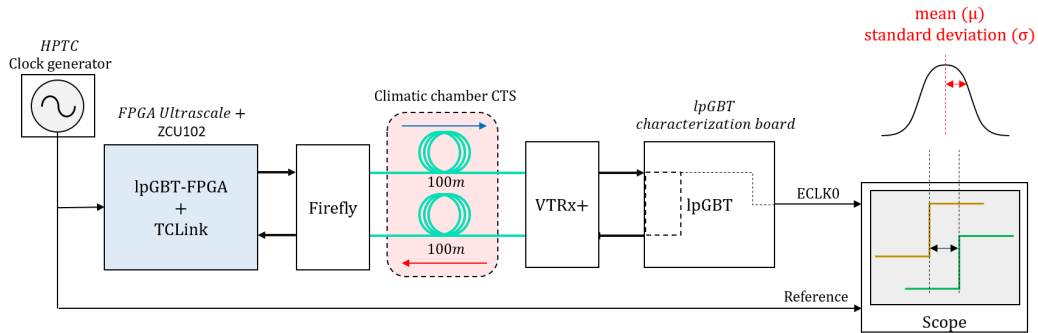 mean (μ)
standard deviation (σ)
HPTC
Clock generator
FPGA Ultrascale +
ZCU102
Climatic chamber CTS
lpGBT
characterization board
lpGBT-FPGA
+
TCLink
Firefly
100m
100m
VTRx+
lpGBT
ECLK0
Reference
Scope